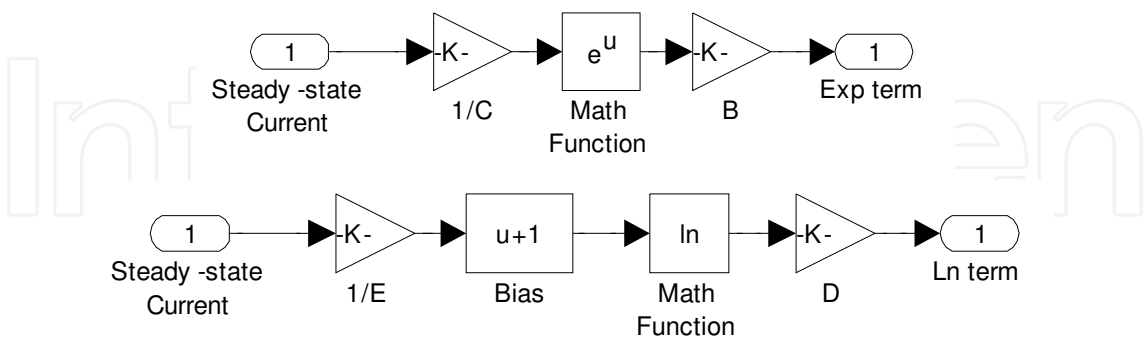 1
-K-
e^u
-K-
1
Steady -state
Current
1/C
Math
Function
B
Exp term
1
-K-
u+1
ln
-K-
1
Steady -state
Current
1/E
Bias
Math
Function
D
Ln term